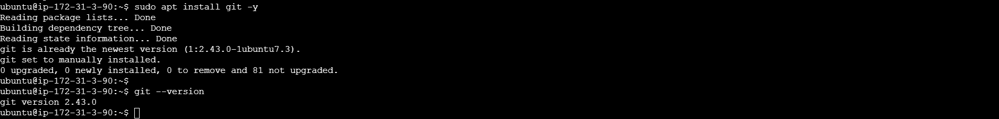 ubuntu@ip-172-31-3-90:~$ sudo apt install git -y
Reading package lists... Done
Building dependency tree... Done
Reading state information... Done
git is already the newest version (1:2.43.0-1ubuntu7.3).
git set to manually installed.
0 upgraded, 0 newly installed, 0 to remove and 81 not upgraded.
ubuntu@ip-172-31-3-90:~$
ubuntu@ip-172-31-3-90:~$ git --version
git version 2.43.0
ubuntu@ip-172-31-3-90:~$